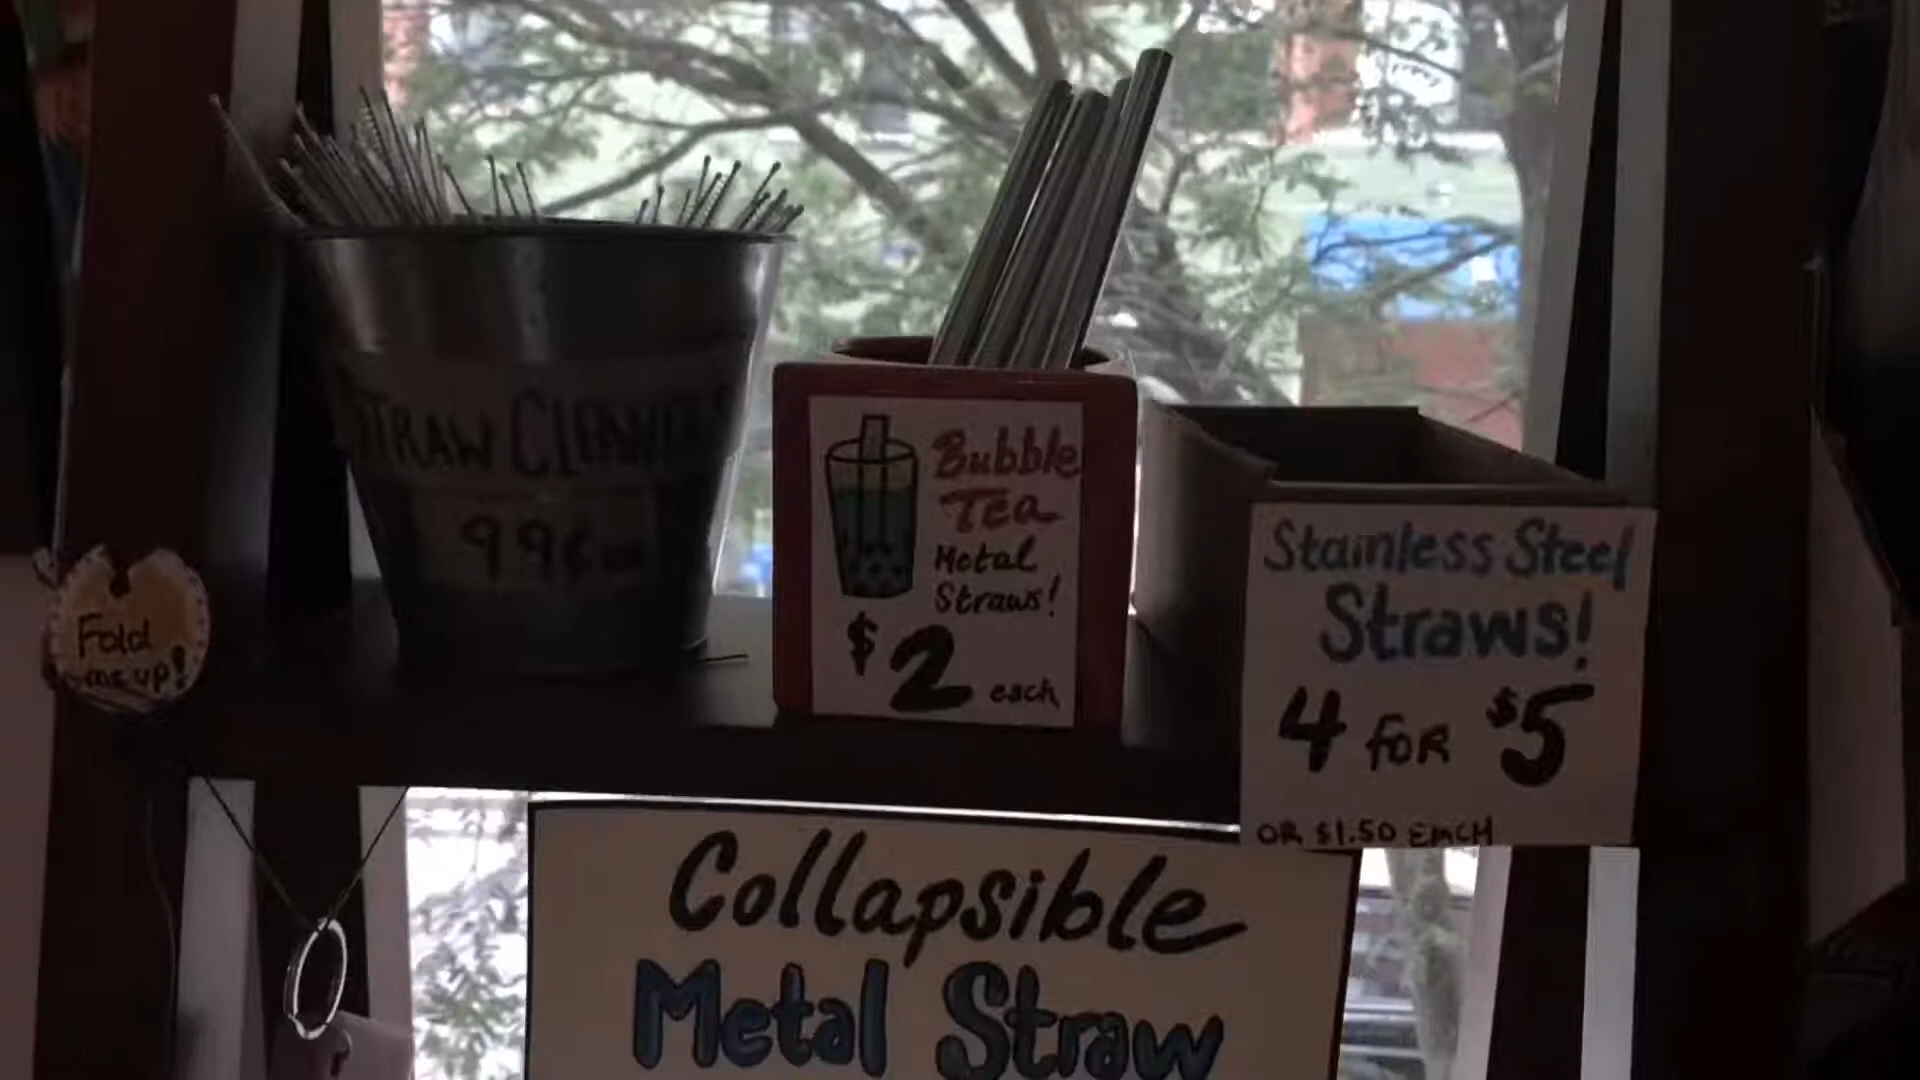 STRAW CLEANERS
99¢
Bubble
Tea
Metal
Straws!
$2 each
Stainless Steel
Straws!
4 FOR $5
OR $1.50 EACH
Fold
me up!
Collapsible
Metal Straw